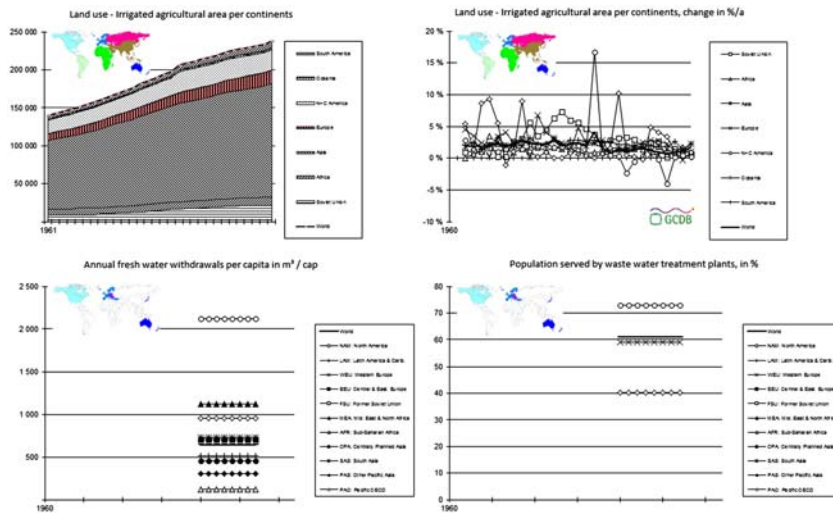 Land use - Irrigated agricultural area per continents
250 000
200 000
150 000
100 000
50 000
1961
South America
Oceania
N-C America
Europe
Asia
Africa
Soviet Union
World
Land use - Irrigated agricultural area per continents, change in %/a
20 %
15 %
10 %
5 %
0 %
-5 %
-10 %
1960
GCDB
Soviet Union
Africa
Asia
Europe
N-C America
Oceania
South America
World
Annual fresh water withdrawals per capita in m³ / cap
2 500
2 000
1 500
1 000
500
1960
World
NAM: North America
LAM: Latin America & Carib.
WEU: Western Europe
EEU: Central & East. Europe
FSU: Former Soviet Union
MEA: Mid. East & North Africa
AFR: Sub-Saharan Africa
CPA: Centrally Planned Asia
SAS: South Asia
PAS: Other Pacific Asia
PAO: Pacific OECD
Population served by waste water treatment plants, in %
80
70
60
50
40
30
20
10
0
1960
World
NAM: North America
LAM: Latin America & Carib.
WEU: Western Europe
EEU: Central & East. Europe
FSU: Former Soviet Union
MEA: Mid. East & North Africa
AFR: Sub-Saharan Africa
CPA: Centrally Planned Asia
SAS: South Asia
PAS: Other Pacific Asia
PAO: Pacific OECD